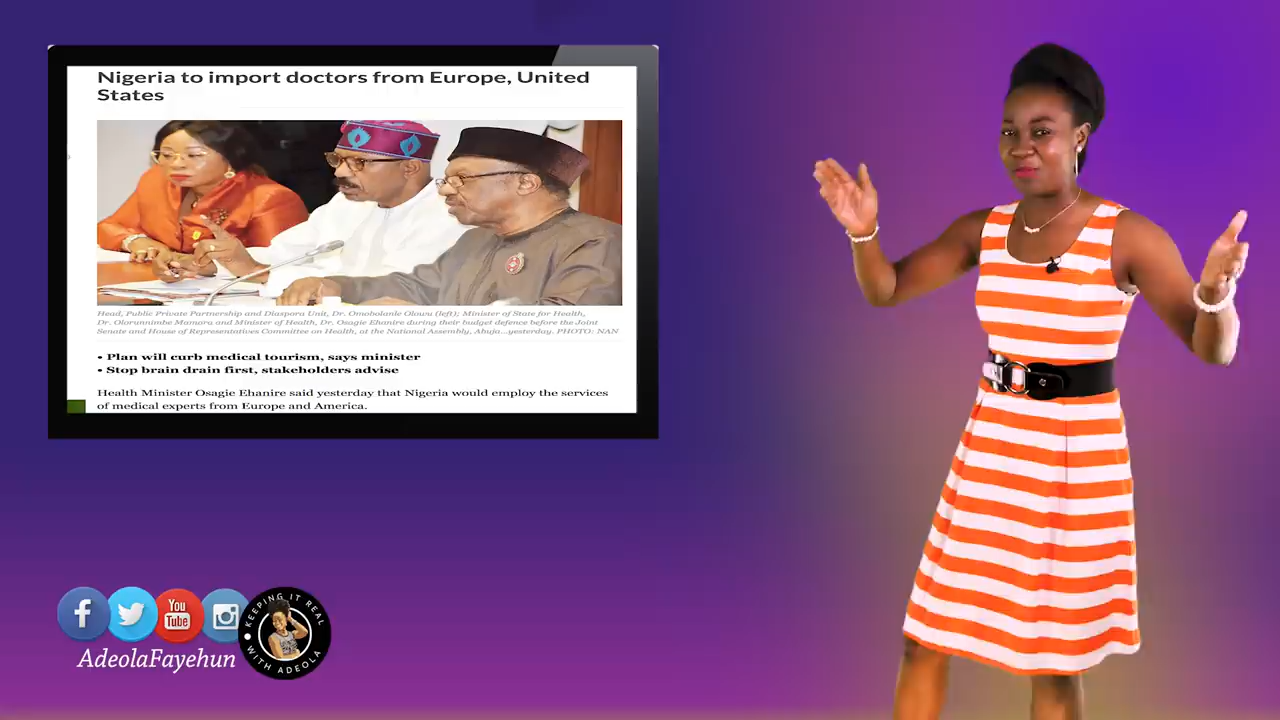 Nigeria to import doctors from Europe, United
States
Head, Public Private Partnership and Diaspora Unit, Dr. Omobolanle Olowu (left); Minister of State for Health,
Dr. Olorunnimbe Mamora and Minister of Health, Dr. Osagie Ehanire during their budget defence before the Joint
Senate and House of Representatives Committee on Health, at the National Assembly, Abuja...yesterday. PHOTO: NAN
• Plan will curb medical tourism, says minister
• Stop brain drain first, stakeholders advise
Health Minister Osagie Ehanire said yesterday that Nigeria would employ the services
of medical experts from Europe and America.
f
You
Tube
AdeolaFayehun
• KEEPING IT REAL •
WITH ADEOLA